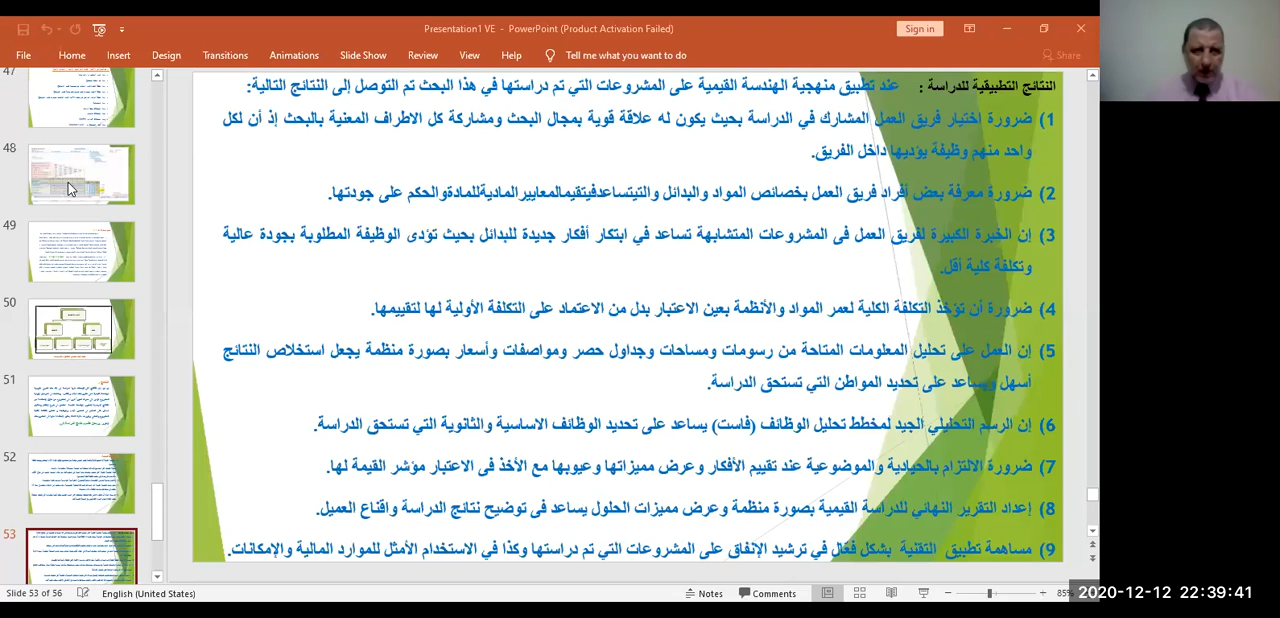 Presentation1 VE - PowerPoint (Product Activation Failed)
Sign in
File Home Insert Design Transitions Animations Slide Show Review View Help Tell me what you want to do Share
47
48
49
50
51
52
53
النتائج التطبيقية للدراسة : عند تطبيق منهجية الهندسة القيمية على المشروعات التي تم دراستها في هذا البحث تم التوصل إلى النتائج التالية:
1) ضرورة اختيار فريق العمل المشارك في الدراسة بحيث يكون له علاقة قوية بمجال البحث ومشاركة كل الاطراف المعنية بالبحث إذ أن لكل
واحد منهم وظيفة يؤديها داخل الفريق.
2) ضرورة معرفة بعض أفراد فريق العمل بخصائص المواد والبدائل والتيتساعدفيتقيمالمعاييرالماديةللمادةوالحكم على جودتها.
3) إن الخبرة الكبيرة لفريق العمل فى المشروعات المتشابهة تساعد في ابتكار أفكار جديدة للبدائل بحيث تؤدى الوظيفة المطلوبة بجودة عالية
وتكلفة كلية أقل.
4) ضرورة أن تؤخذ التكلفة الكلية لعمر المواد والأنظمة بعين الاعتبار بدل من الاعتماد على التكلفة الأولية لها لتقييمها.
5) إن العمل على تحليل المعلومات المتاحة من رسومات ومساحات وجداول حصر ومواصفات وأسعار بصورة منظمة يجعل استخلاص النتائج
أسهل ويساعد على تحديد المواطن التي تستحق الدراسة.
6) إن الرسم التحليلي الجيد لمخطط تحليل الوظائف (فاست) يساعد على تحديد الوظائف الاساسية والثانوية التي تستحق الدراسة.
7) ضرورة الالتزام بالحيادية والموضوعية عند تقييم الأفكار وعرض مميزاتها وعيوبها مع الأخذ فى الاعتبار مؤشر القيمة لها.
8) إعداد التقرير النهائي للدراسة القيمية بصورة منظمة وعرض مميزات الحلول يساعد فى توضيح نتائج الدراسة واقناع العميل.
9) مساهمة تطبيق التقنية بشكل فعّال في ترشيد الإنفاق على المشروعات التي تم دراستها وكذا في الاستخدام الأمثل للموارد المالية والإمكانات.
Slide 53 of 56 English (United States) Notes Comments 85%
2020-12-12 22:39:41